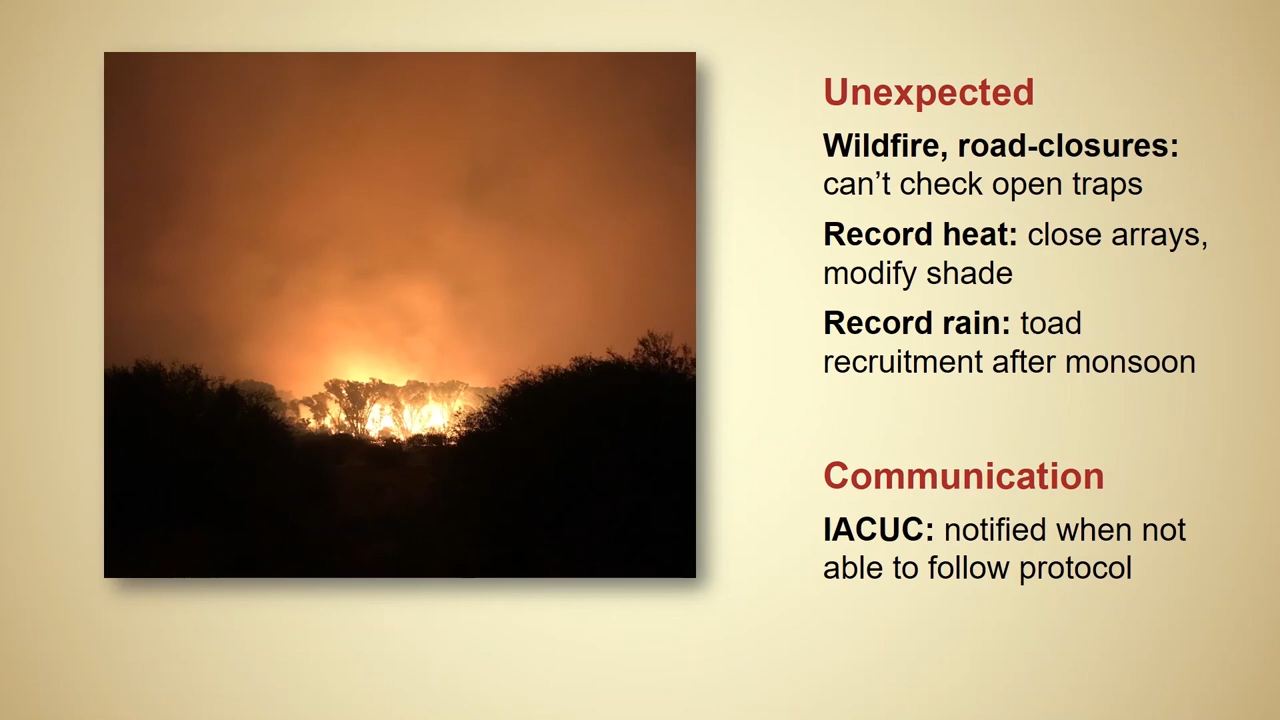 Unexpected
Wildfire, road-closures:
can’t check open traps
Record heat: close arrays,
modify shade
Record rain: toad
recruitment after monsoon
Communication
IACUC: notified when not
able to follow protocol